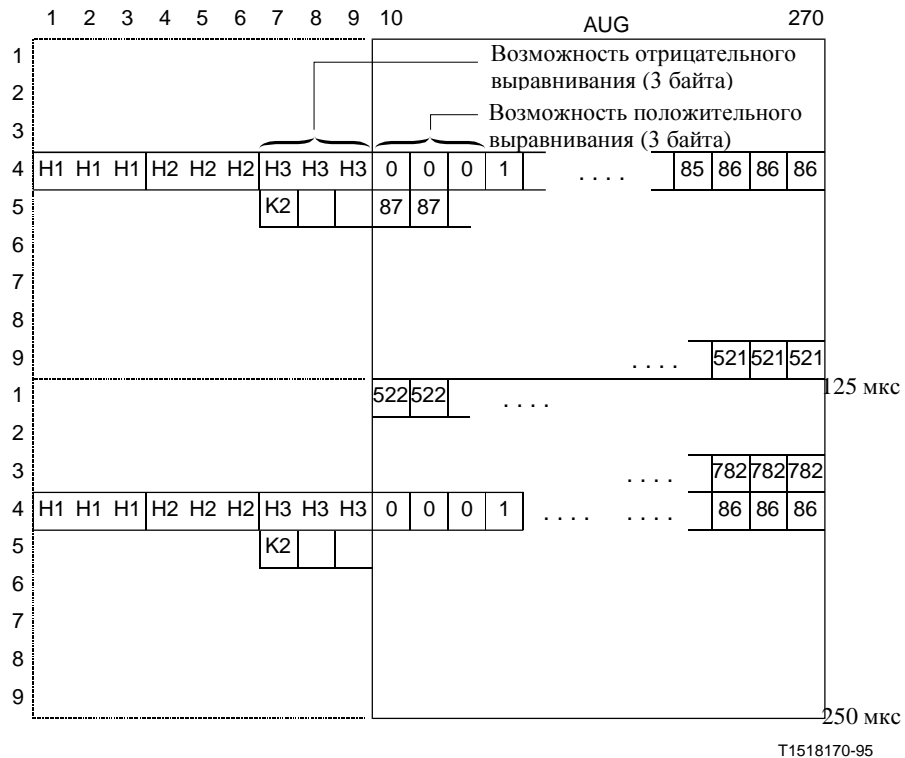 1 2 3 4 5 6 7 8 9 10 AUG 270
1
Возможность отрицательного
выравнивания (3 байта)
2
Возможность положительного
выравнивания (3 байта)
3
4 H1 H1 H1 H2 H2 H2 H3 H3 H3 0 0 0 1 . . . . 85 86 86 86
5 K2 87 87
6
7
8
9 . . . . 521 521 521
125 мкс
1 522 522 . . . .
2
3 . . . . 782 782 782
4 H1 H1 H1 H2 H2 H2 H3 H3 H3 0 0 0 1 . . . . . . . . 86 86 86
5 K2
6
7
8
9
250 мкс
T1518170-95